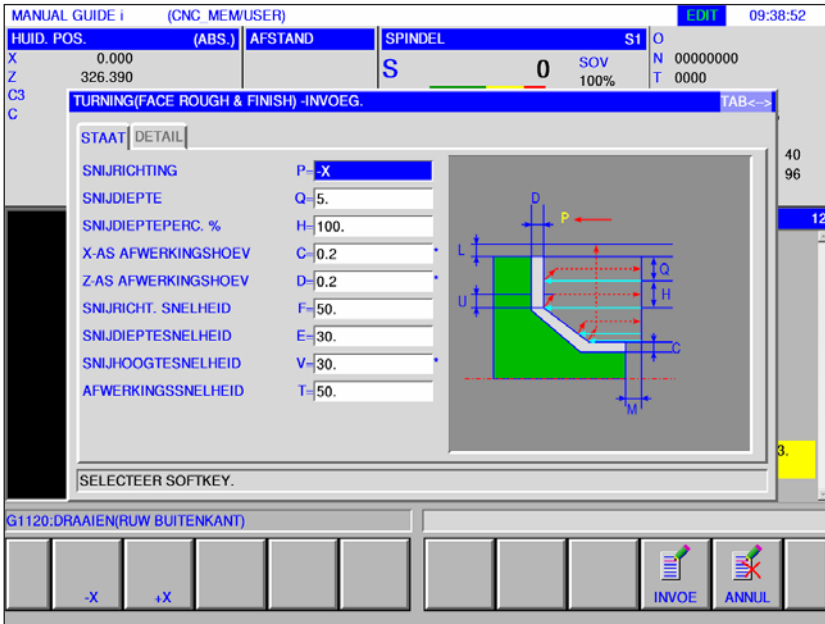 MANUAL GUIDE i (CNC_MEM/USER) EDIT 09:38:52
HUID. POS. (ABS.) AFSTAND SPINDEL S1 O
X 0.000
Z 326.390
C3
C
S 0 SOV 100%
N 00000000
T 0000
TURNING(FACE ROUGH & FINISH) -INVOEG. TAB<-->
STAAT DETAIL
SNIJRICHTING P=-X
SNIJDIEPTE Q=5.
SNIJDIEPTEPERC. % H=100.
X-AS AFWERKINGSHOEV C=0.2 *
Z-AS AFWERKINGSHOEV D=0.2 *
SNIJRICHT. SNELHEID F=50.
SNIJDIEPTESNELHEID E=30.
SNIJHOOGTESNELHEID V=30. *
AFWERKINGSSNELHEID T=50.
D
P
L
Q
U
H
C
M
40
96
12
3.
SELECTEER SOFTKEY.
G1120:DRAAIEN(RUW BUITENKANT)
-X +X INVOE ANNUL